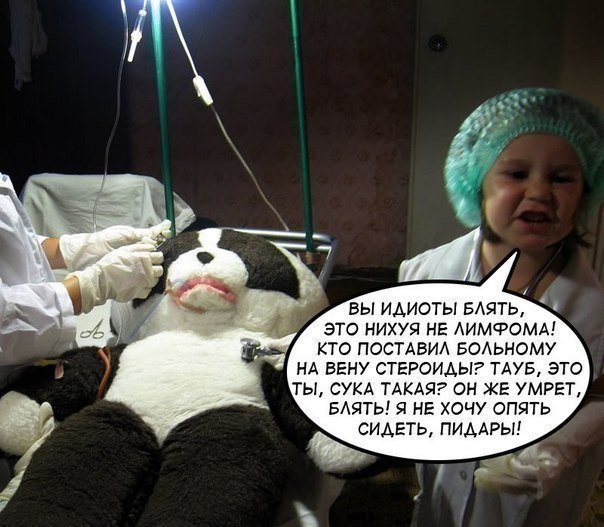 ВЫ ИДИОТЫ БЛЯТЬ,
ЭТО НИХУЯ НЕ ЛИМФОМА!
КТО ПОСТАВИЛ БОЛЬНОМУ
НА ВЕНУ СТЕРОИДЫ? ТАУБ, ЭТО
ТЫ, СУКА ТАКАЯ? ОН ЖЕ УМРЕТ,
БЛЯТЬ! Я НЕ ХОЧУ ОПЯТЬ
СИДЕТЬ, ПИДАРЫ!